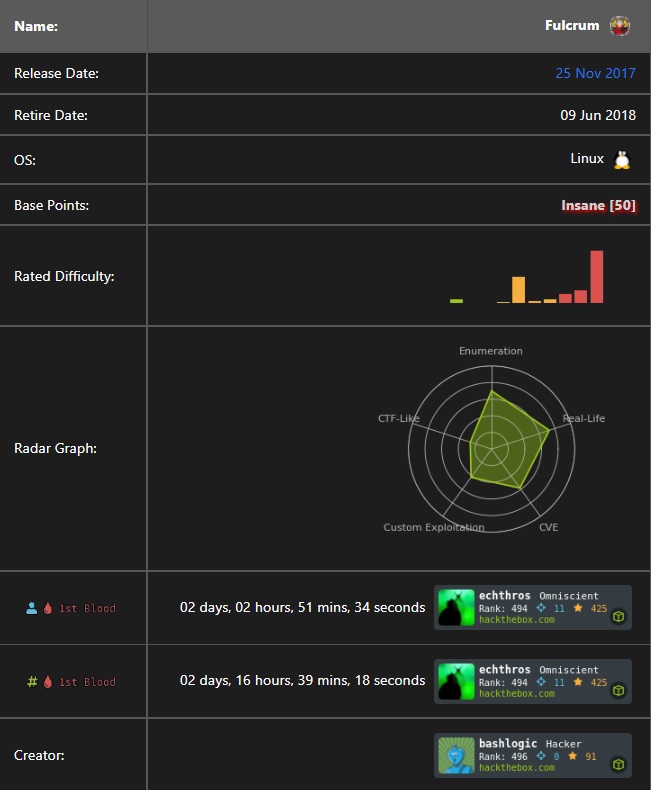 Name: Fulcrum
Release Date: 25 Nov 2017
Retire Date: 09 Jun 2018
OS: Linux
Base Points: Insane [50]
Rated Difficulty:
Radar Graph:
Enumeration
CTF-Like Real-Life
Custom Exploitation CVE
1st Blood 02 days, 02 hours, 51 mins, 34 seconds
echthros Omniscient
Rank: 494 11 425
hackthebox.com
# 1st Blood 02 days, 16 hours, 39 mins, 18 seconds
echthros Omniscient
Rank: 494 11 425
hackthebox.com
Creator:
bashlogic Hacker
Rank: 496 0 91
hackthebox.com